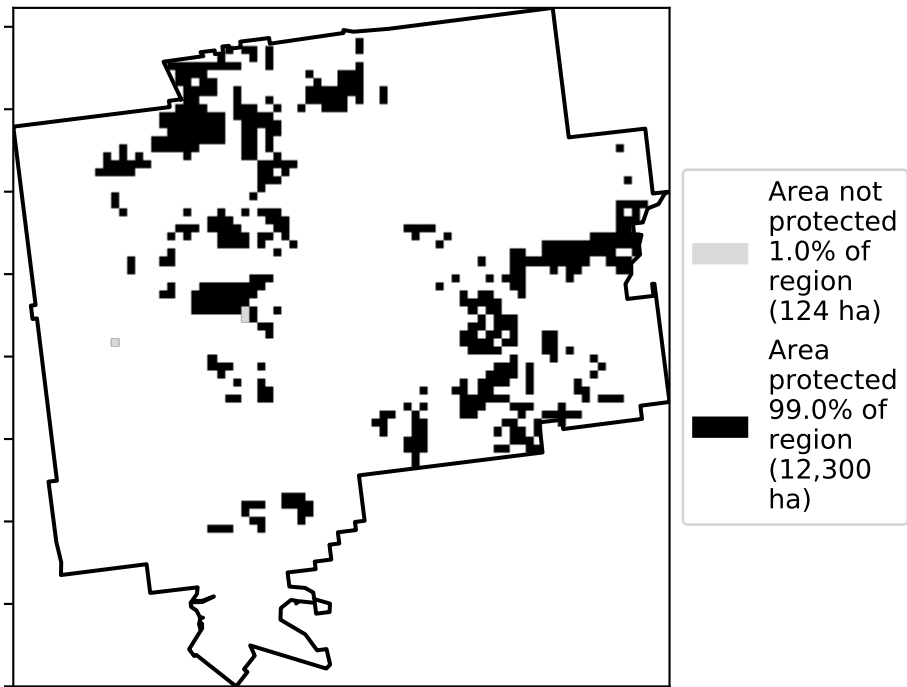 Area not
protected
1.0% of
region
(124 ha)
Area
protected
99.0% of
region
(12,300
ha)